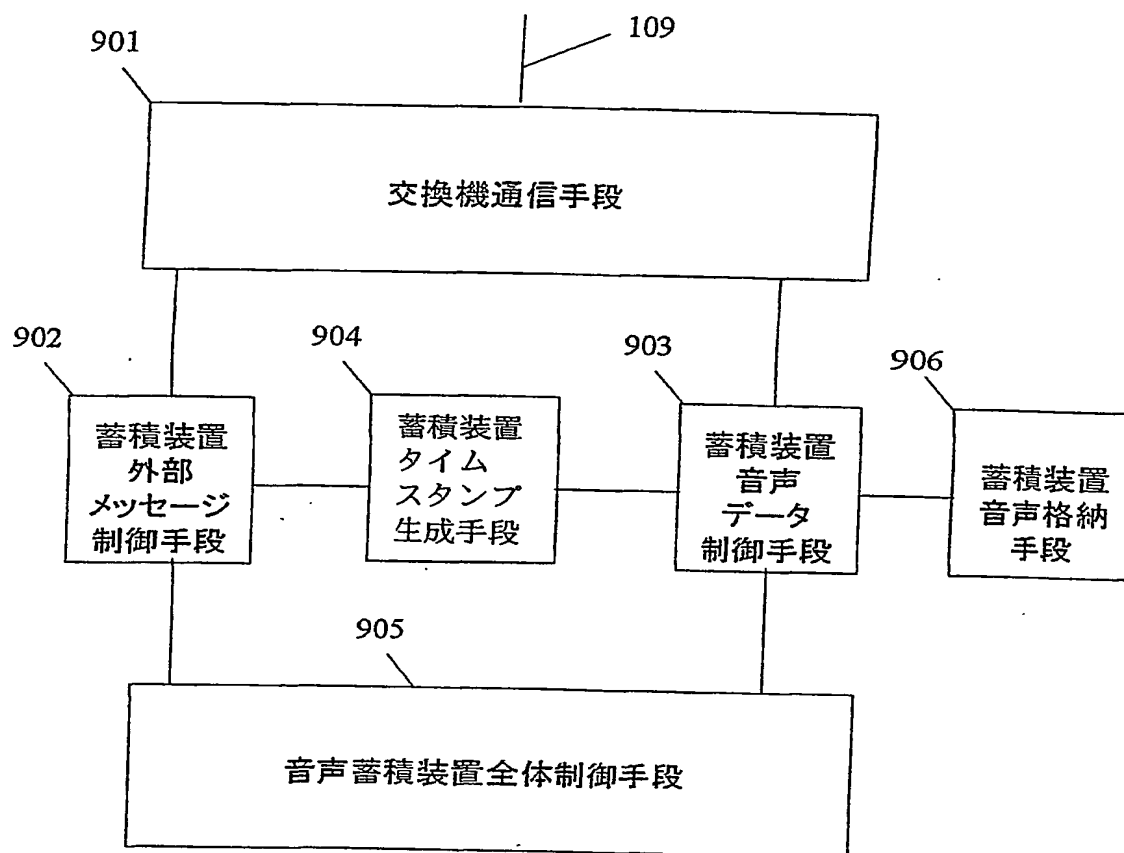 109
901
交換機通信手段
902
904
903
906
蓄積装置
外部
メッセージ
制御手段
蓄積装置
タイム
スタンプ
生成手段
蓄積装置
音声
データ
制御手段
蓄積装置
音声格納
手段
905
音声蓄積装置全体制御手段